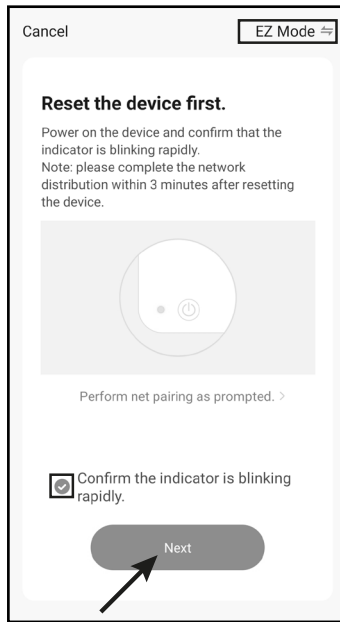 Cancel
EZ Mode
Reset the device first.
Power on the device and confirm that the
indicator is blinking rapidly.
Note: please complete the network
distribution within 3 minutes after resetting
the device.
Perform net pairing as prompted. >
Confirm the indicator is blinking
rapidly.
Next